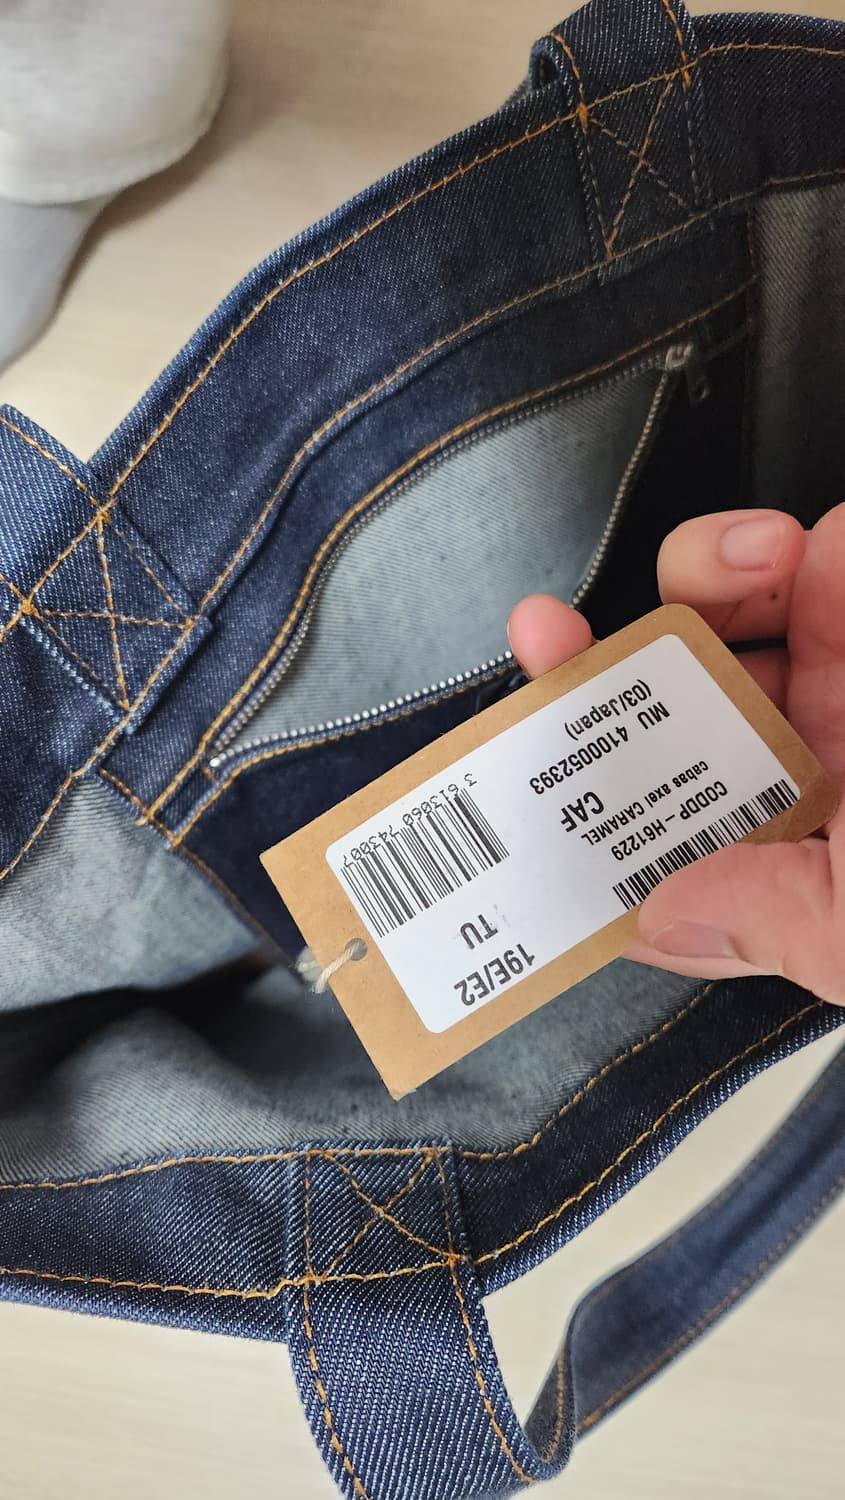 CODDP – H61229
cabas axel CARAMEL
CAF
MU 4100052393
(03/Japan)
19E/E2
TU
3 613060 743007